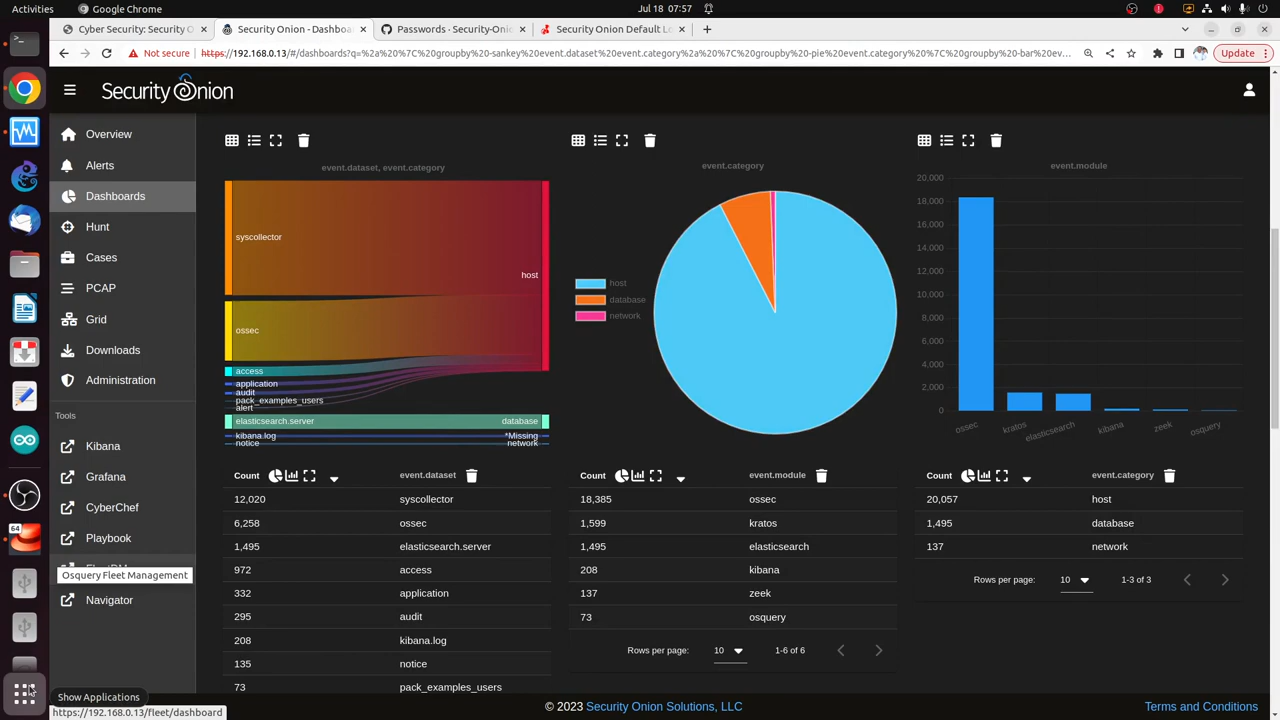 Activities
Google Chrome
Jul 18 07:57
Cyber Security: Security O
Security Onion - Dashboa
Passwords · Security-Onio
Security Onion Default Lo
Not secure
https://192.168.0.13/#/dashboards?q=%2a%20%7C%20groupby%20-sankey%20event.dataset%20event.category%2a%20%7C%20groupby%20-pie%20event.category%20%7C%20groupby%20-bar%20ev...
Update
Security Onion
Overview
Alerts
Dashboards
Hunt
Cases
PCAP
Grid
Downloads
Administration
Tools
Kibana
Grafana
CyberChef
Playbook
Osquery Fleet Management
Navigator
64
Show Applications
https://192.168.0.13/fleet/dashboard
event.dataset, event.category
syscollector
host
ossec
access
application
audit
pack_examples_users
alert
elasticsearch.server
database
kibana.log
*Missing
notice
network
event.category
host
database
network
event.module
20,000
18,000
16,000
14,000
12,000
10,000
8,000
6,000
4,000
2,000
0
ossec
kratos
elasticsearch
kibana
zeek
osquery
Count event.dataset
12,020 syscollector
6,258 ossec
1,495 elasticsearch.server
972 access
332 application
295 audit
208 kibana.log
135 notice
73 pack_examples_users
Count event.module
18,385 ossec
1,599 kratos
1,495 elasticsearch
208 kibana
137 zeek
73 osquery
Rows per page: 10 1-6 of 6
Count event.category
20,057 host
1,495 database
137 network
Rows per page: 10 1-3 of 3
© 2023 Security Onion Solutions, LLC
Terms and Conditions